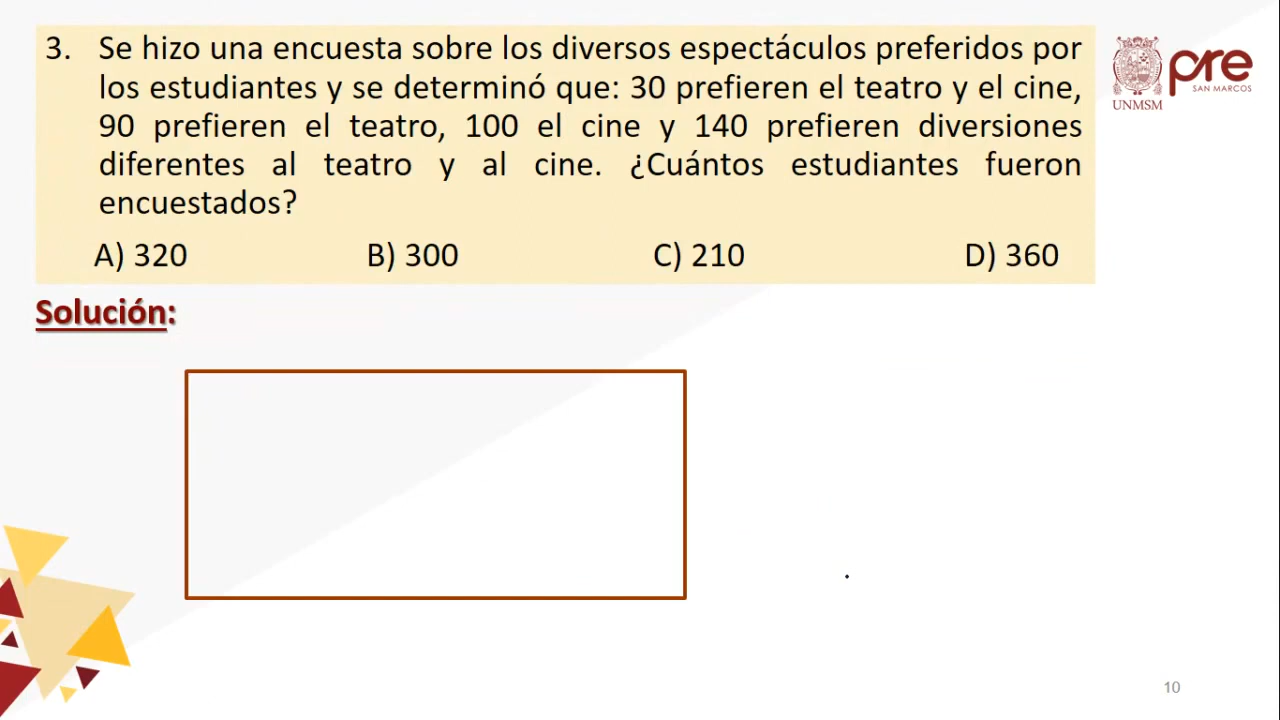 3. Se hizo una encuesta sobre los diversos espectáculos preferidos por
los estudiantes y se determinó que: 30 prefieren el teatro y el cine,
90 prefieren el teatro, 100 el cine y 140 prefieren diversiones
diferentes al teatro y al cine. ¿Cuántos estudiantes fueron
encuestados?
A) 320 B) 300 C) 210 D) 360
UNMSM
pre
SAN MARCOS
Solución:
10